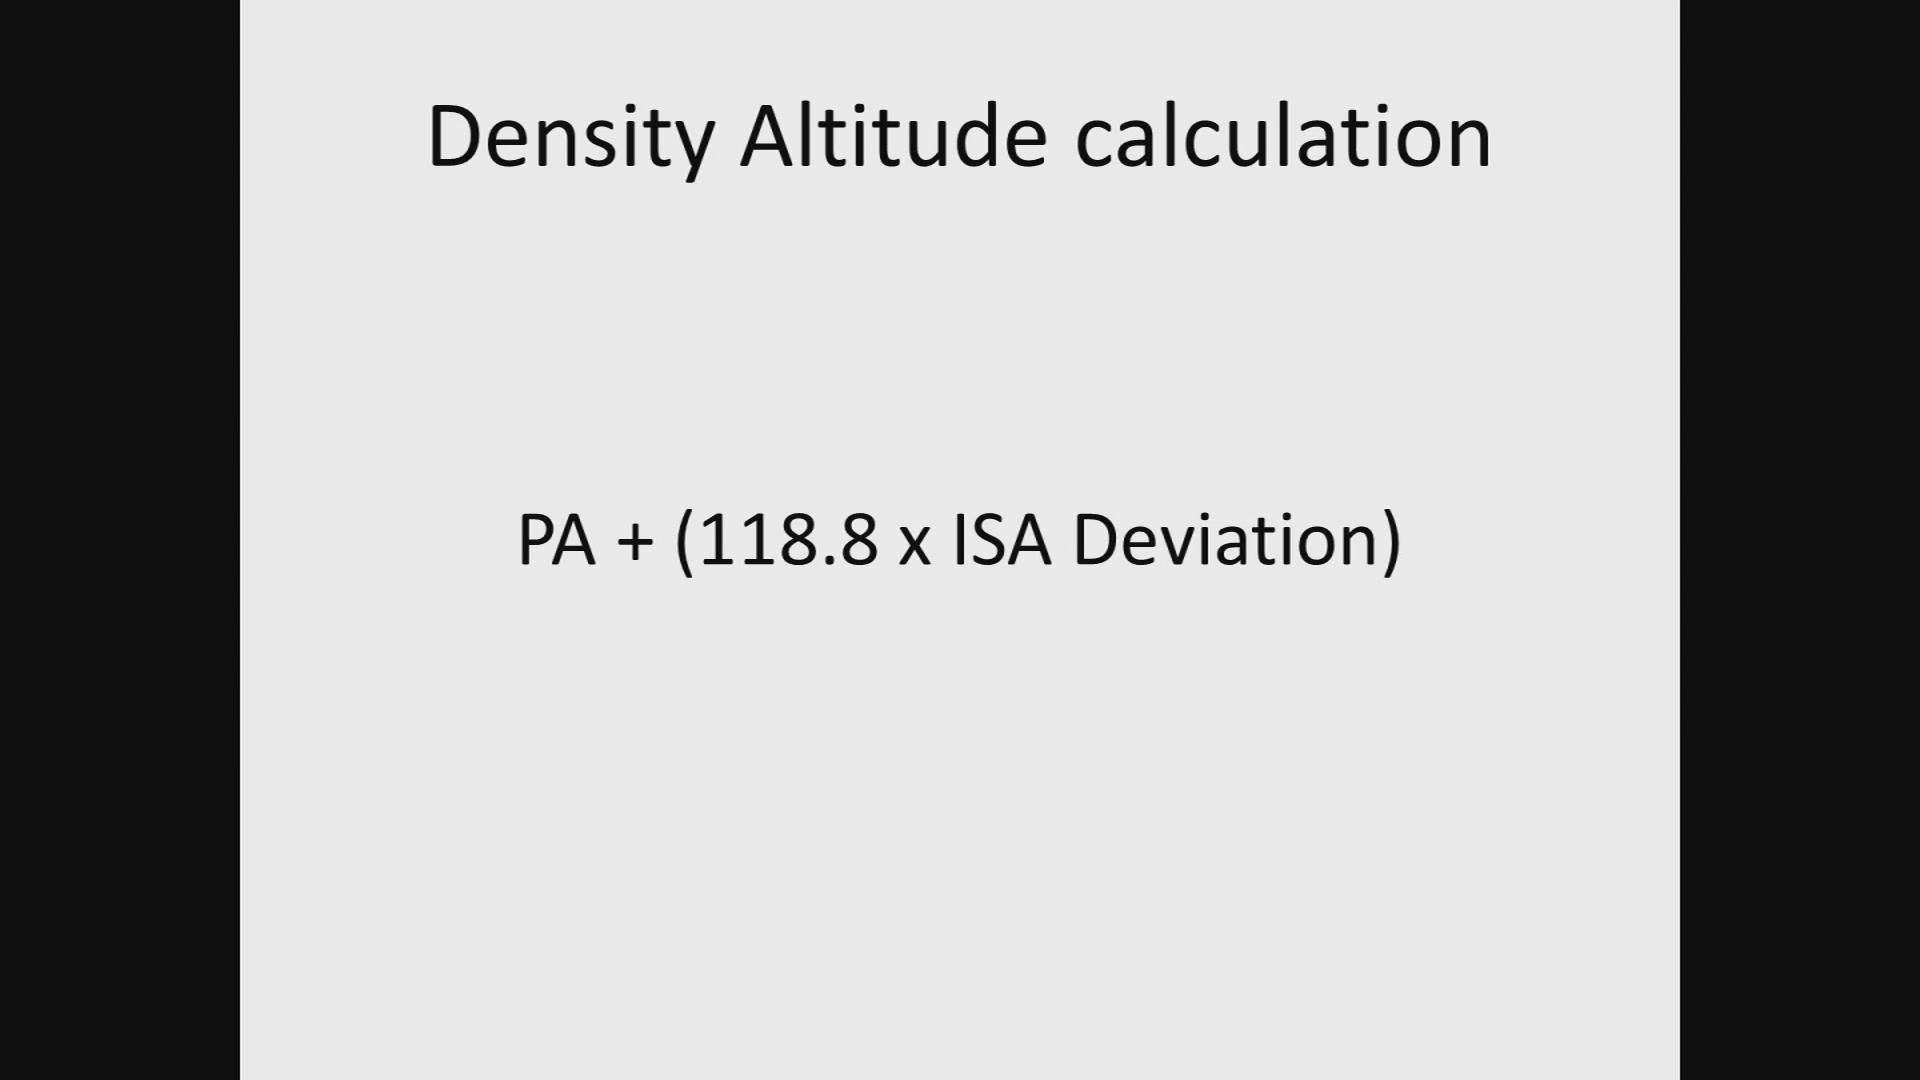 Density Altitude calculation
PA + (118.8 x ISA Deviation)